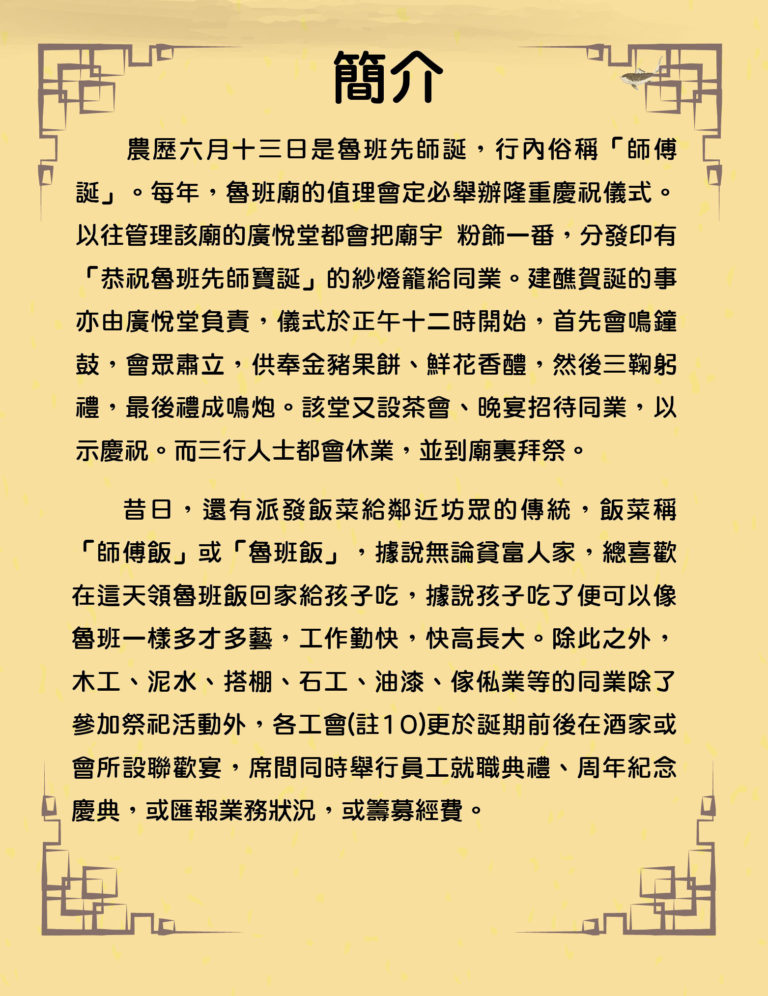 簡介
農歷六月十三日是魯班先師誕，行內俗稱「師傅
誕」。每年，魯班廟的值理會定必舉辦隆重慶祝儀式。
以往管理該廟的廣悅堂都會把廟宇 粉飾一番，分發印有
「恭祝魯班先師寶誕」的紗燈籠給同業。建醮賀誕的事
亦由廣悅堂負責，儀式於正午十二時開始，首先會鳴鐘
鼓，會眾肅立，供奉金豬果餅、鮮花香醴，然後三鞠躬
禮，最後禮成鳴炮。該堂又設茶會、晚宴招待同業，以
示慶祝。而三行人士都會休業，並到廟裏拜祭。
昔日，還有派發飯菜給鄰近坊眾的傳統，飯菜稱
「師傅飯」或「魯班飯」，據說無論貧富人家，總喜歡
在這天領魯班飯回家給孩子吃，據說孩子吃了便可以像
魯班一樣多才多藝，工作勤快，快高長大。除此之外，
木工、泥水、搭棚、石工、油漆、傢俬業等的同業除了
參加祭祀活動外，各工會(註10)更於誕期前後在酒家或
會所設聯歡宴，席間同時舉行員工就職典禮、周年紀念
慶典，或匯報業務狀況，或籌募經費。